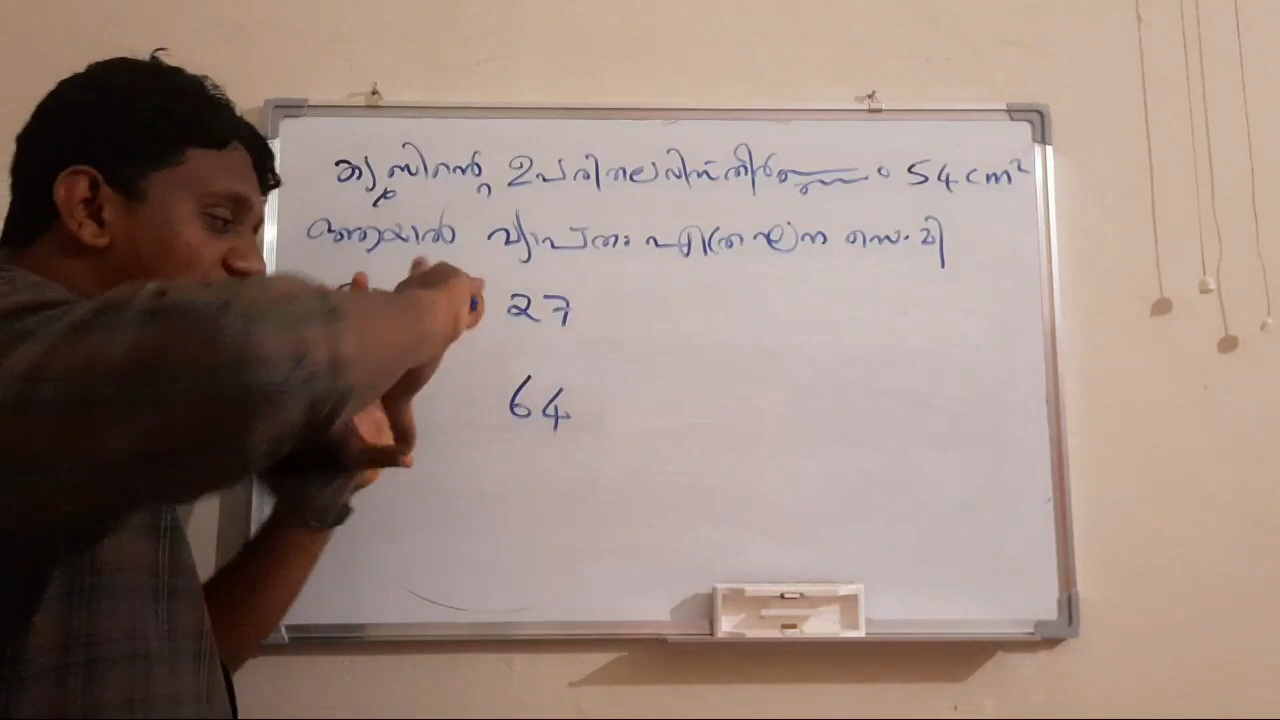 ക്യൂബിന്റെ ഉപരിതലവിസ്തീർണ്ണം 54 cm²
ആയാൽ വ്യാപ്തം എത്ര ഘന സെ.മി
27
64